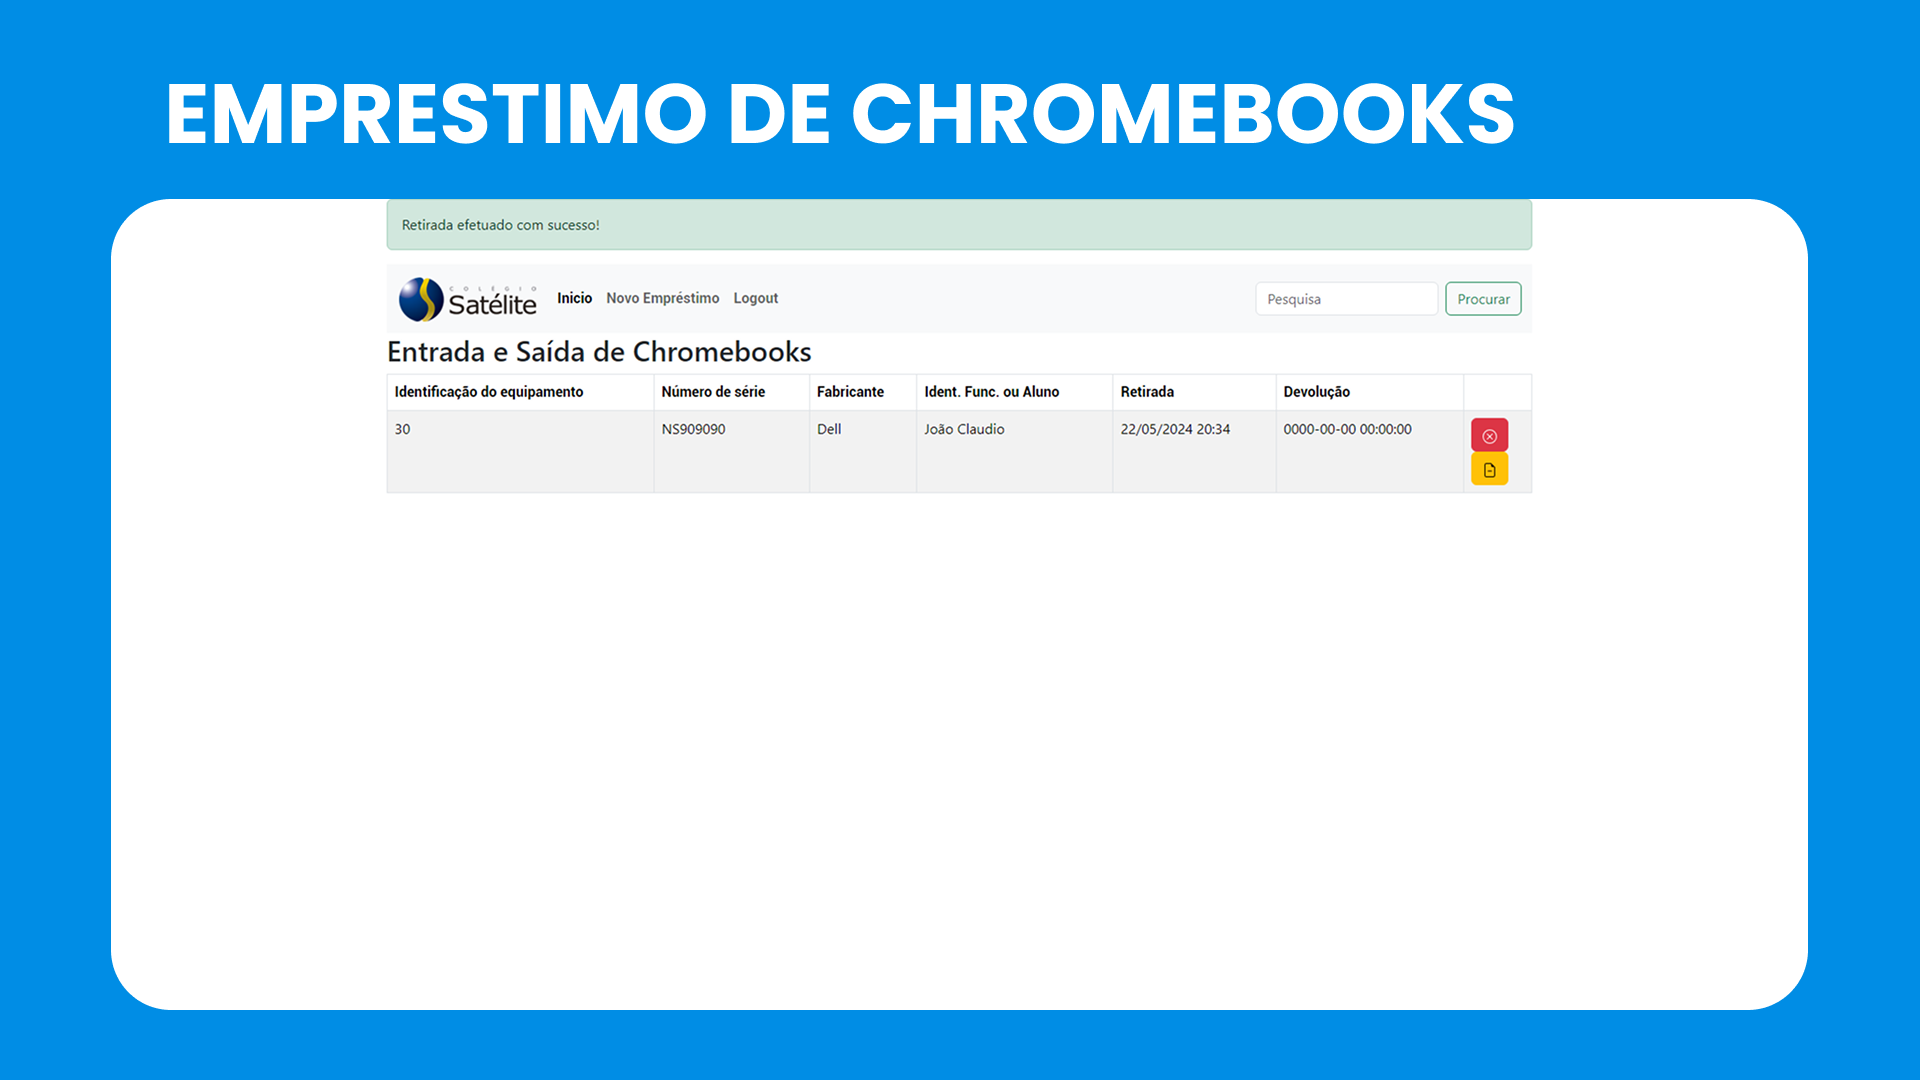 EMPRESTIMO DE CHROMEBOOKS
Retirada efetuado com sucesso!
COLÉGIO
Satélite Inicio Novo Empréstimo Logout Pesquisa Procurar
Entrada e Saída de Chromebooks
Identificação do equipamento Número de série Fabricante Ident. Func. ou Aluno Retirada Devolução
30 NS909090 Dell João Claudio 22/05/2024 20:34 0000-00-00 00:00:00